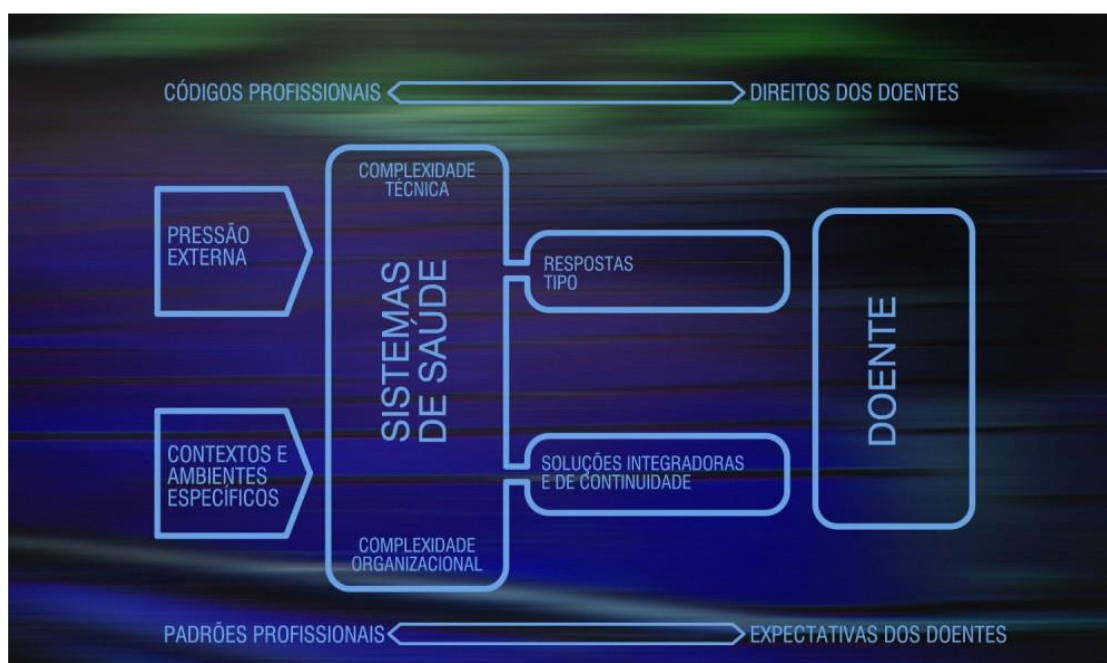 CÓDIGOS PROFISSIONAIS
DIREITOS DOS DOENTES
COMPLEXIDADE
TÉCNICA
PRESSÃO
EXTERNA
SISTEMAS
DE SAÚDE
RESPOSTAS
TIPO
DOENTE
CONTEXTOS E
AMBIENTES
ESPECÍFICOS
SOLUÇÕES INTEGRADORAS
E DE CONTINUIDADE
COMPLEXIDADE
ORGANIZACIONAL
PADRÕES PROFISSIONAIS
EXPECTATIVAS DOS DOENTES